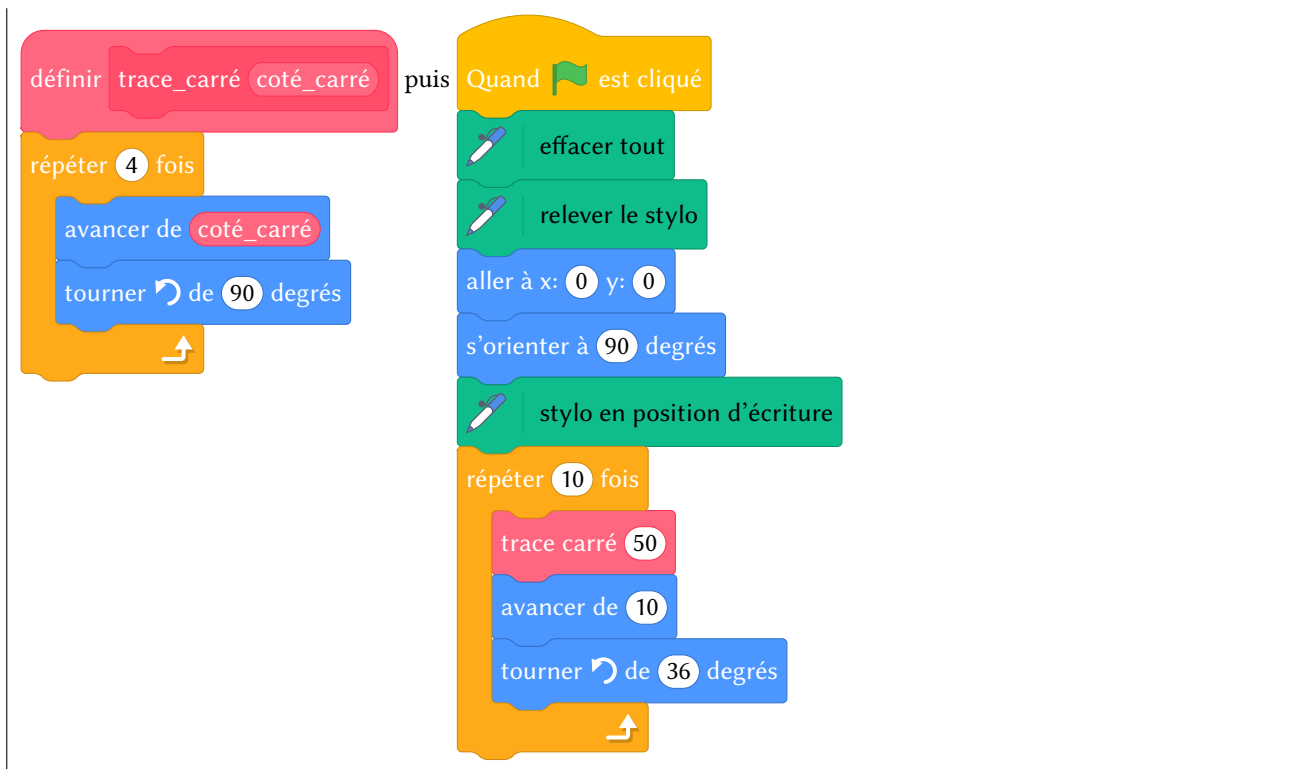 définir trace_carré coté_carré
répéter 4 fois
avancer de coté_carré
tourner de 90 degrés
puis
Quand est cliqué
effacer tout
relever le stylo
aller à x: 0 y: 0
s'orienter à 90 degrés
stylo en position d'écriture
répéter 10 fois
trace carré 50
avancer de 10
tourner de 36 degrés